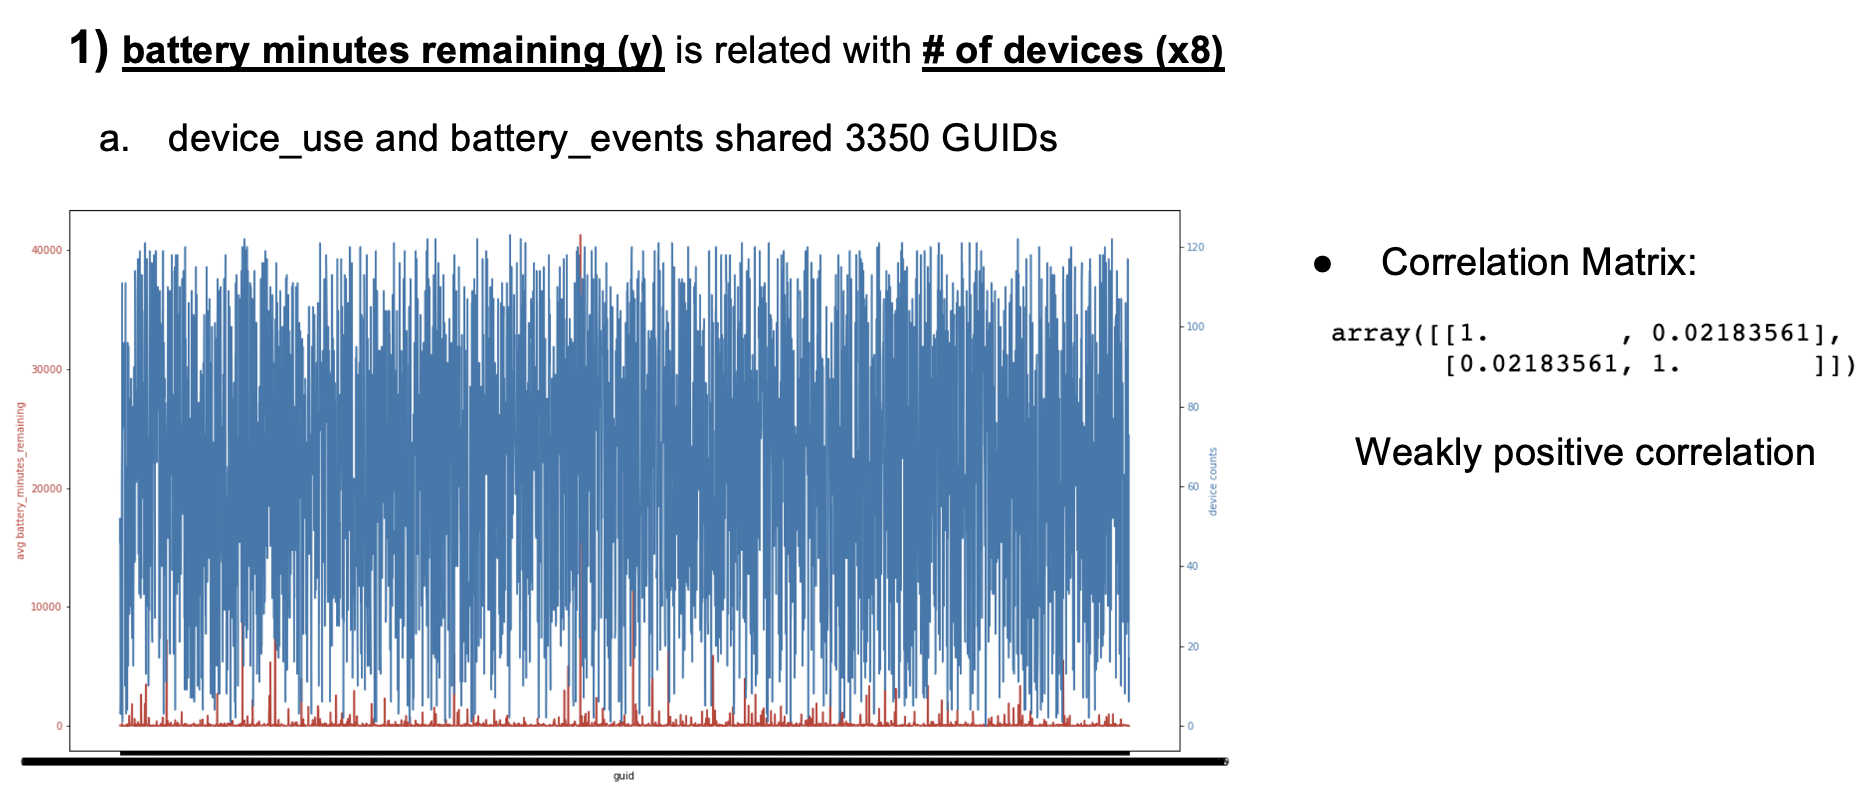 1) battery minutes remaining (y) is related with # of devices (x8)
a. device_use and battery_events shared 3350 GUIDs
40000
30000
20000
10000
0
avg battery_minutes_remaining
120
100
80
60
40
20
0
device counts
guid
● Correlation Matrix:
array([[1.        , 0.02183561],
       [0.02183561, 1.        ]])
Weakly positive correlation